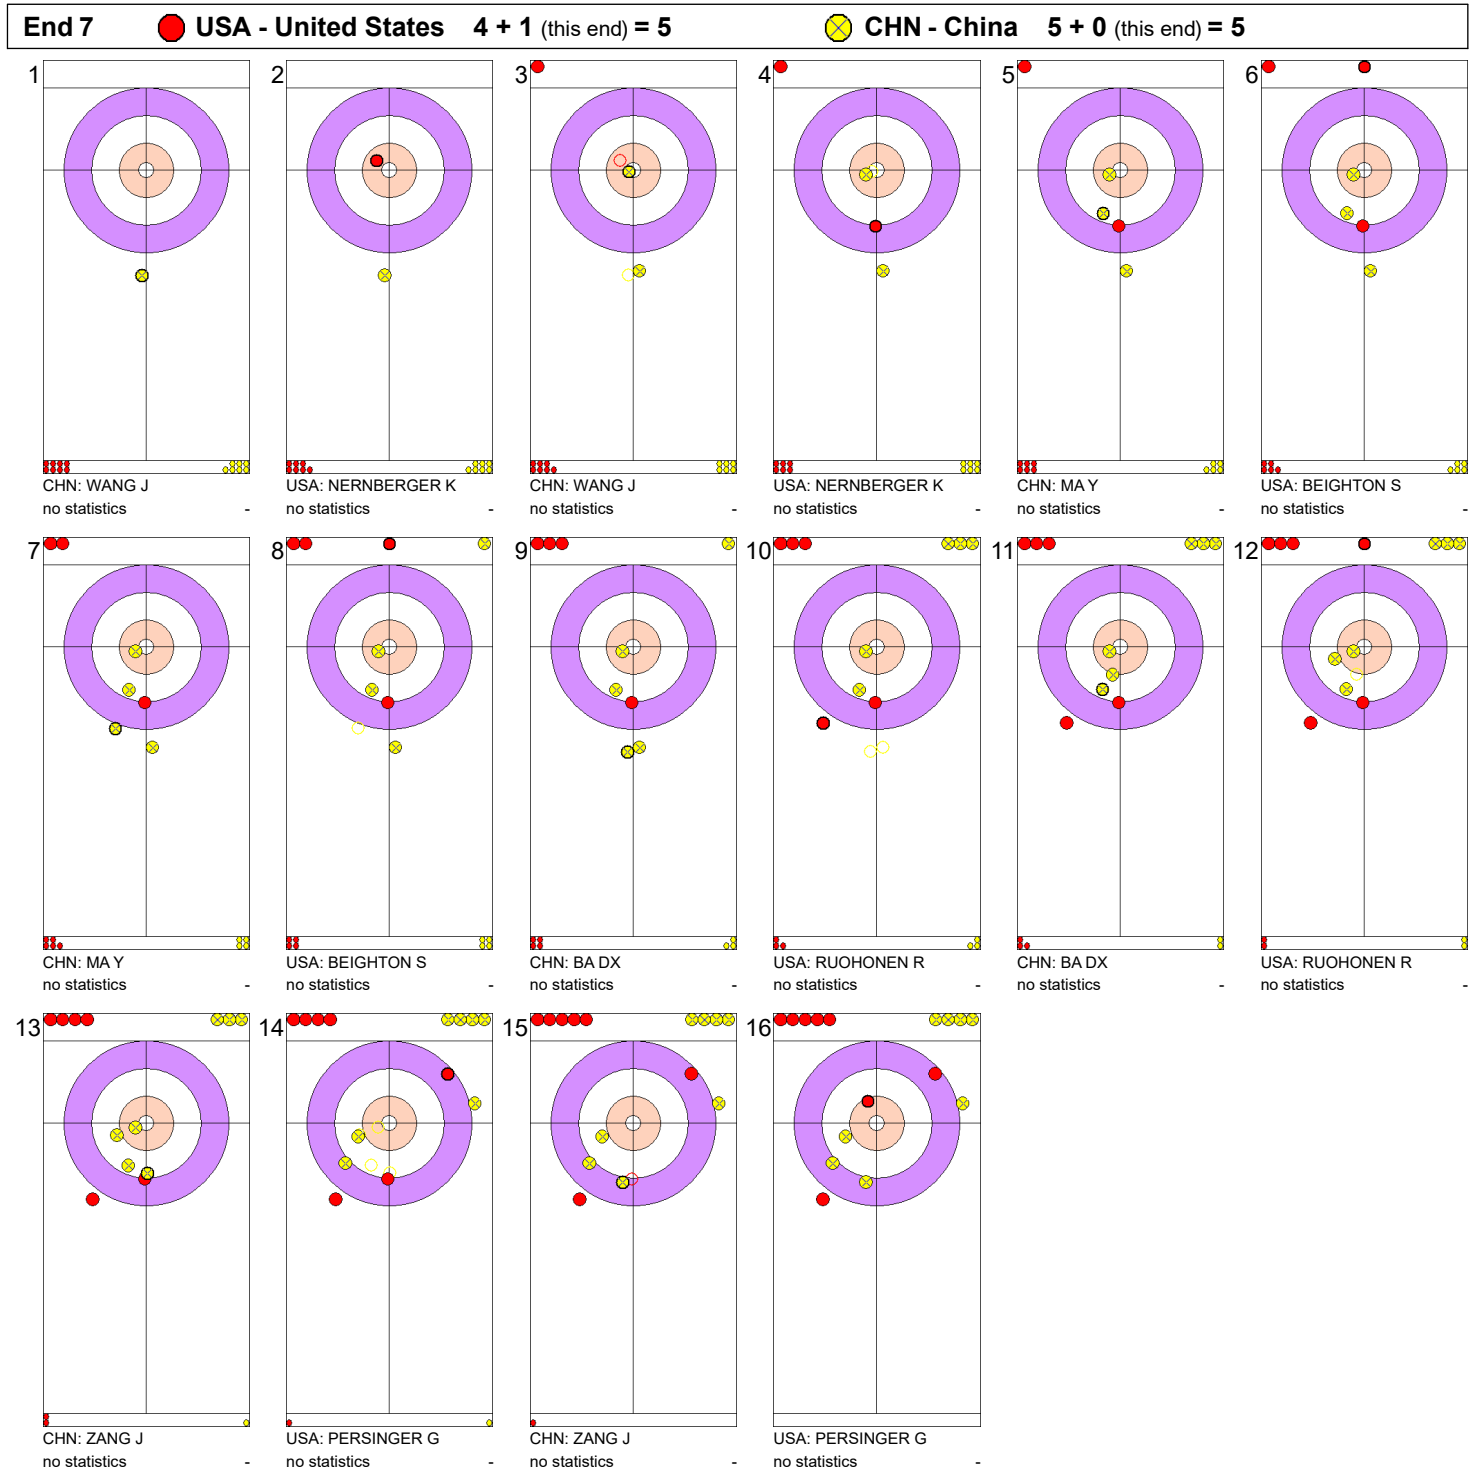 End 7 USA - United States 4 + 1 (this end) = 5 CHN - China 5 + 0 (this end) = 5
1 2 3 4 5 6
CHN: WANG J USA: NERNBERGER K CHN: WANG J USA: NERNBERGER K CHN: MA Y USA: BEIGHTON S
no statistics - no statistics - no statistics - no statistics - no statistics - no statistics -
7 8 9 10 11 12
CHN: MA Y USA: BEIGHTON S CHN: BA DX USA: RUOHONEN R CHN: BA DX USA: RUOHONEN R
no statistics - no statistics - no statistics - no statistics - no statistics - no statistics -
13 14 15 16
CHN: ZANG J USA: PERSINGER G CHN: ZANG J USA: PERSINGER G
no statistics - no statistics - no statistics - no statistics -